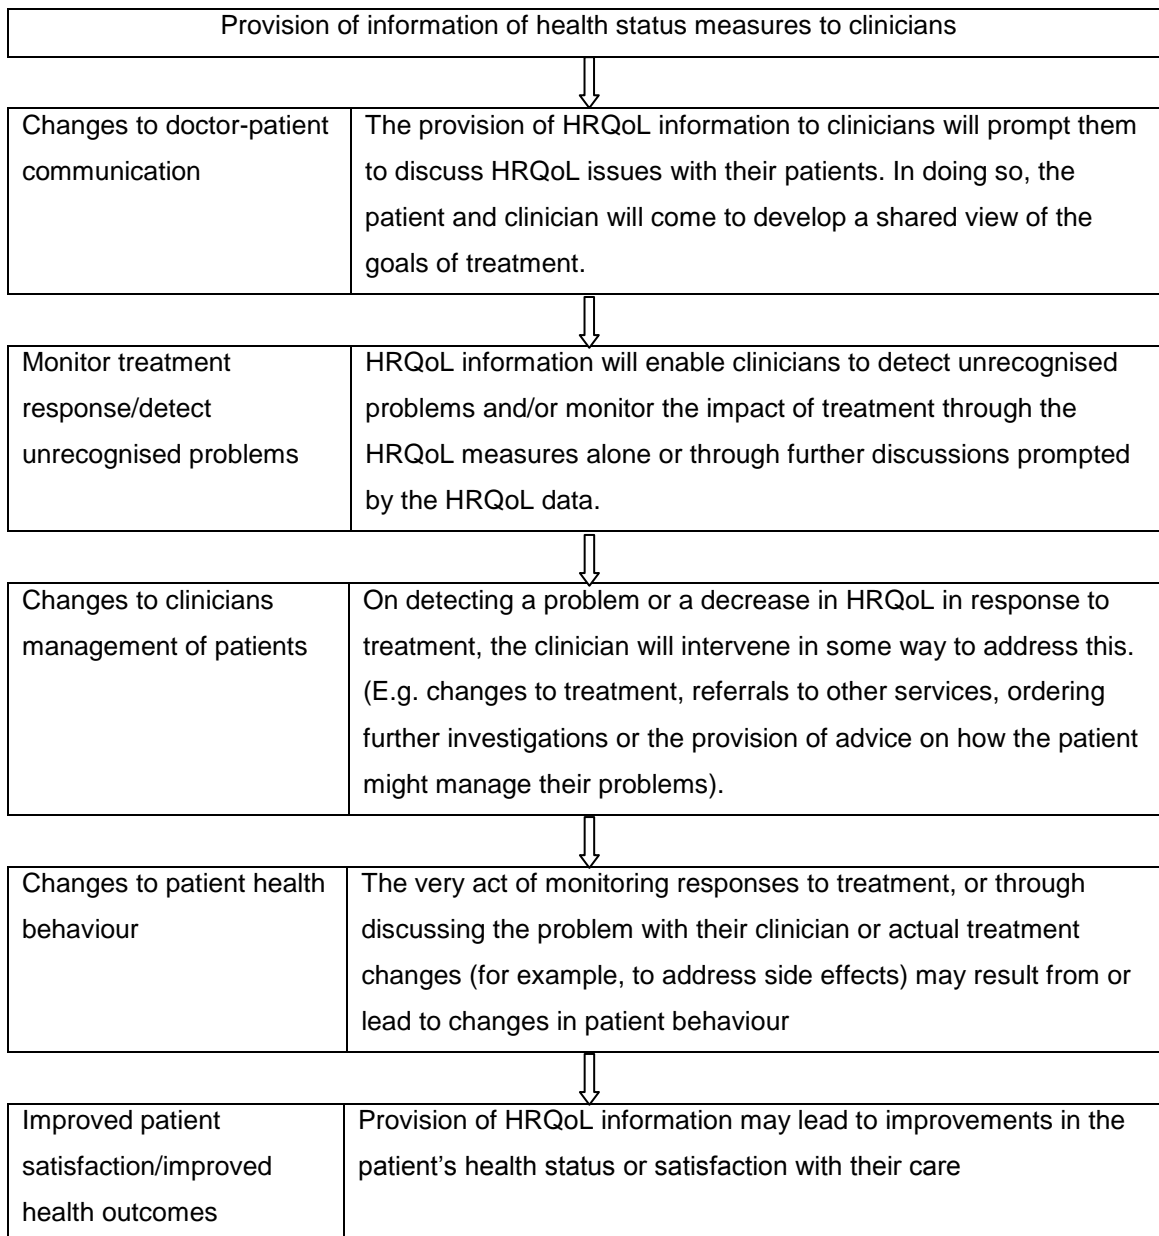 Provision of information of health status measures to clinicians
Changes to doctor-patient
communication
The provision of HRQoL information to clinicians will prompt them
to discuss HRQoL issues with their patients. In doing so, the
patient and clinician will come to develop a shared view of the
goals of treatment.
Monitor treatment
response/detect
unrecognised problems
HRQoL information will enable clinicians to detect unrecognised
problems and/or monitor the impact of treatment through the
HRQoL measures alone or through further discussions prompted
by the HRQoL data.
Changes to clinicians
management of patients
On detecting a problem or a decrease in HRQoL in response to
treatment, the clinician will intervene in some way to address this.
(E.g. changes to treatment, referrals to other services, ordering
further investigations or the provision of advice on how the patient
might manage their problems).
Changes to patient health
behaviour
The very act of monitoring responses to treatment, or through
discussing the problem with their clinician or actual treatment
changes (for example, to address side effects) may result from or
lead to changes in patient behaviour
Improved patient
satisfaction/improved
health outcomes
Provision of HRQoL information may lead to improvements in the
patient’s health status or satisfaction with their care